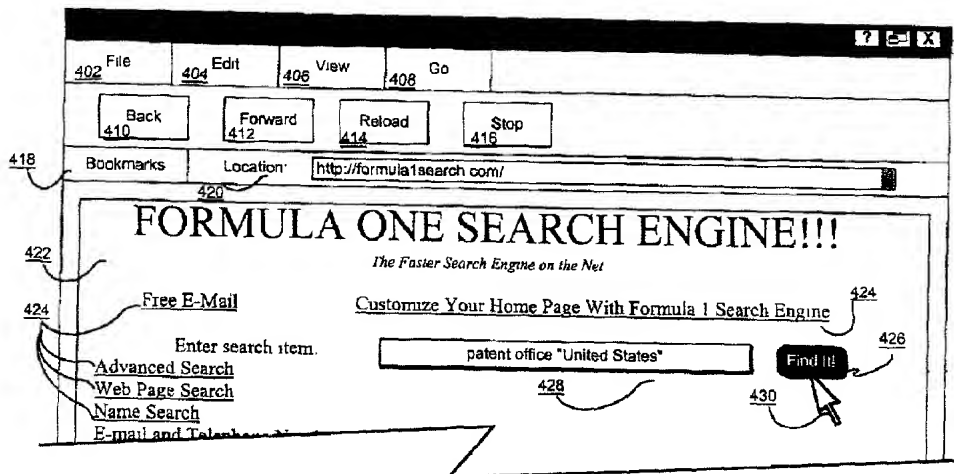 ? X
402 File 404 Edit 406 View 408 Go
Back 410 Forward 412 Reload 414 Stop 416
418 Bookmarks Location: http://formula1search com/
420
FORMULA ONE SEARCH ENGINE!!!
422 The Faster Search Engine on the Net
424 Free E-Mail Customize Your Home Page With Formula 1 Search Engine 424
Enter search item. patent office "United States" Find It! 426
Advanced Search
Web Page Search 428 430
Name Search
E-mail and Telephone